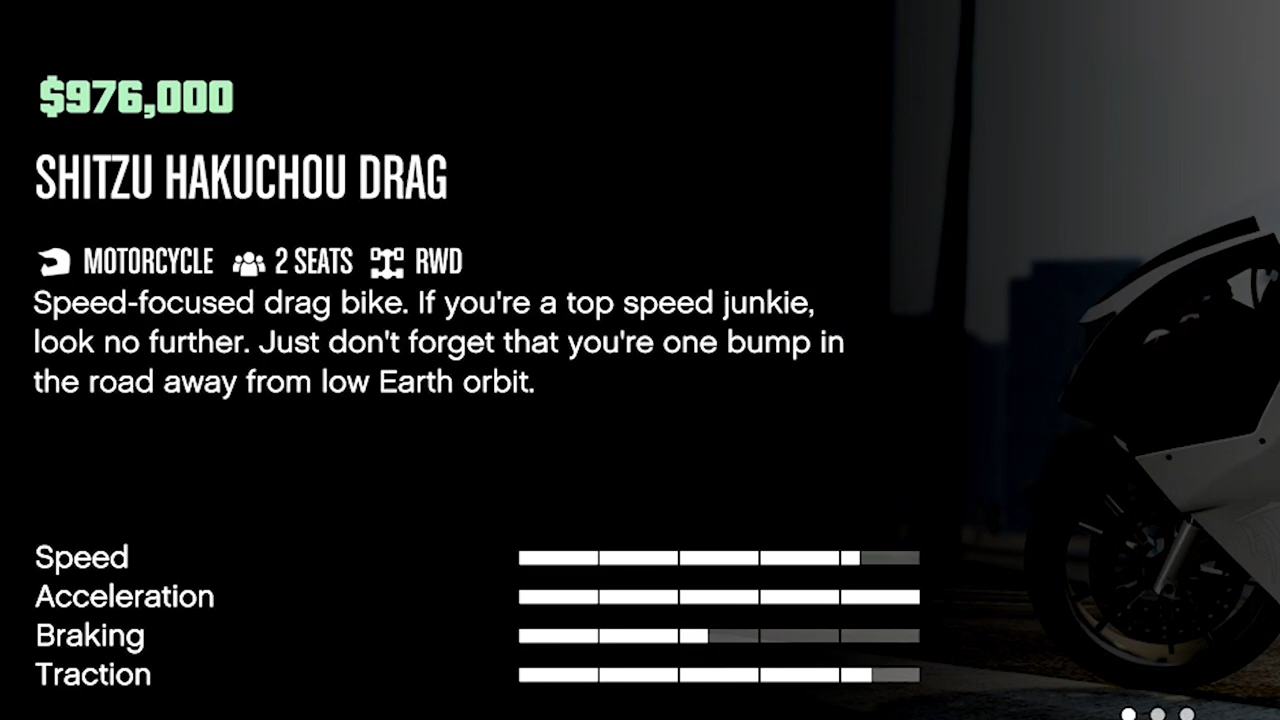 $976,000
SHITZU HAKUCHOU DRAG
MOTORCYCLE 2 SEATS RWD
Speed-focused drag bike. If you're a top speed junkie,
look no further. Just don't forget that you're one bump in
the road away from low Earth orbit.
Speed
Acceleration
Braking
Traction